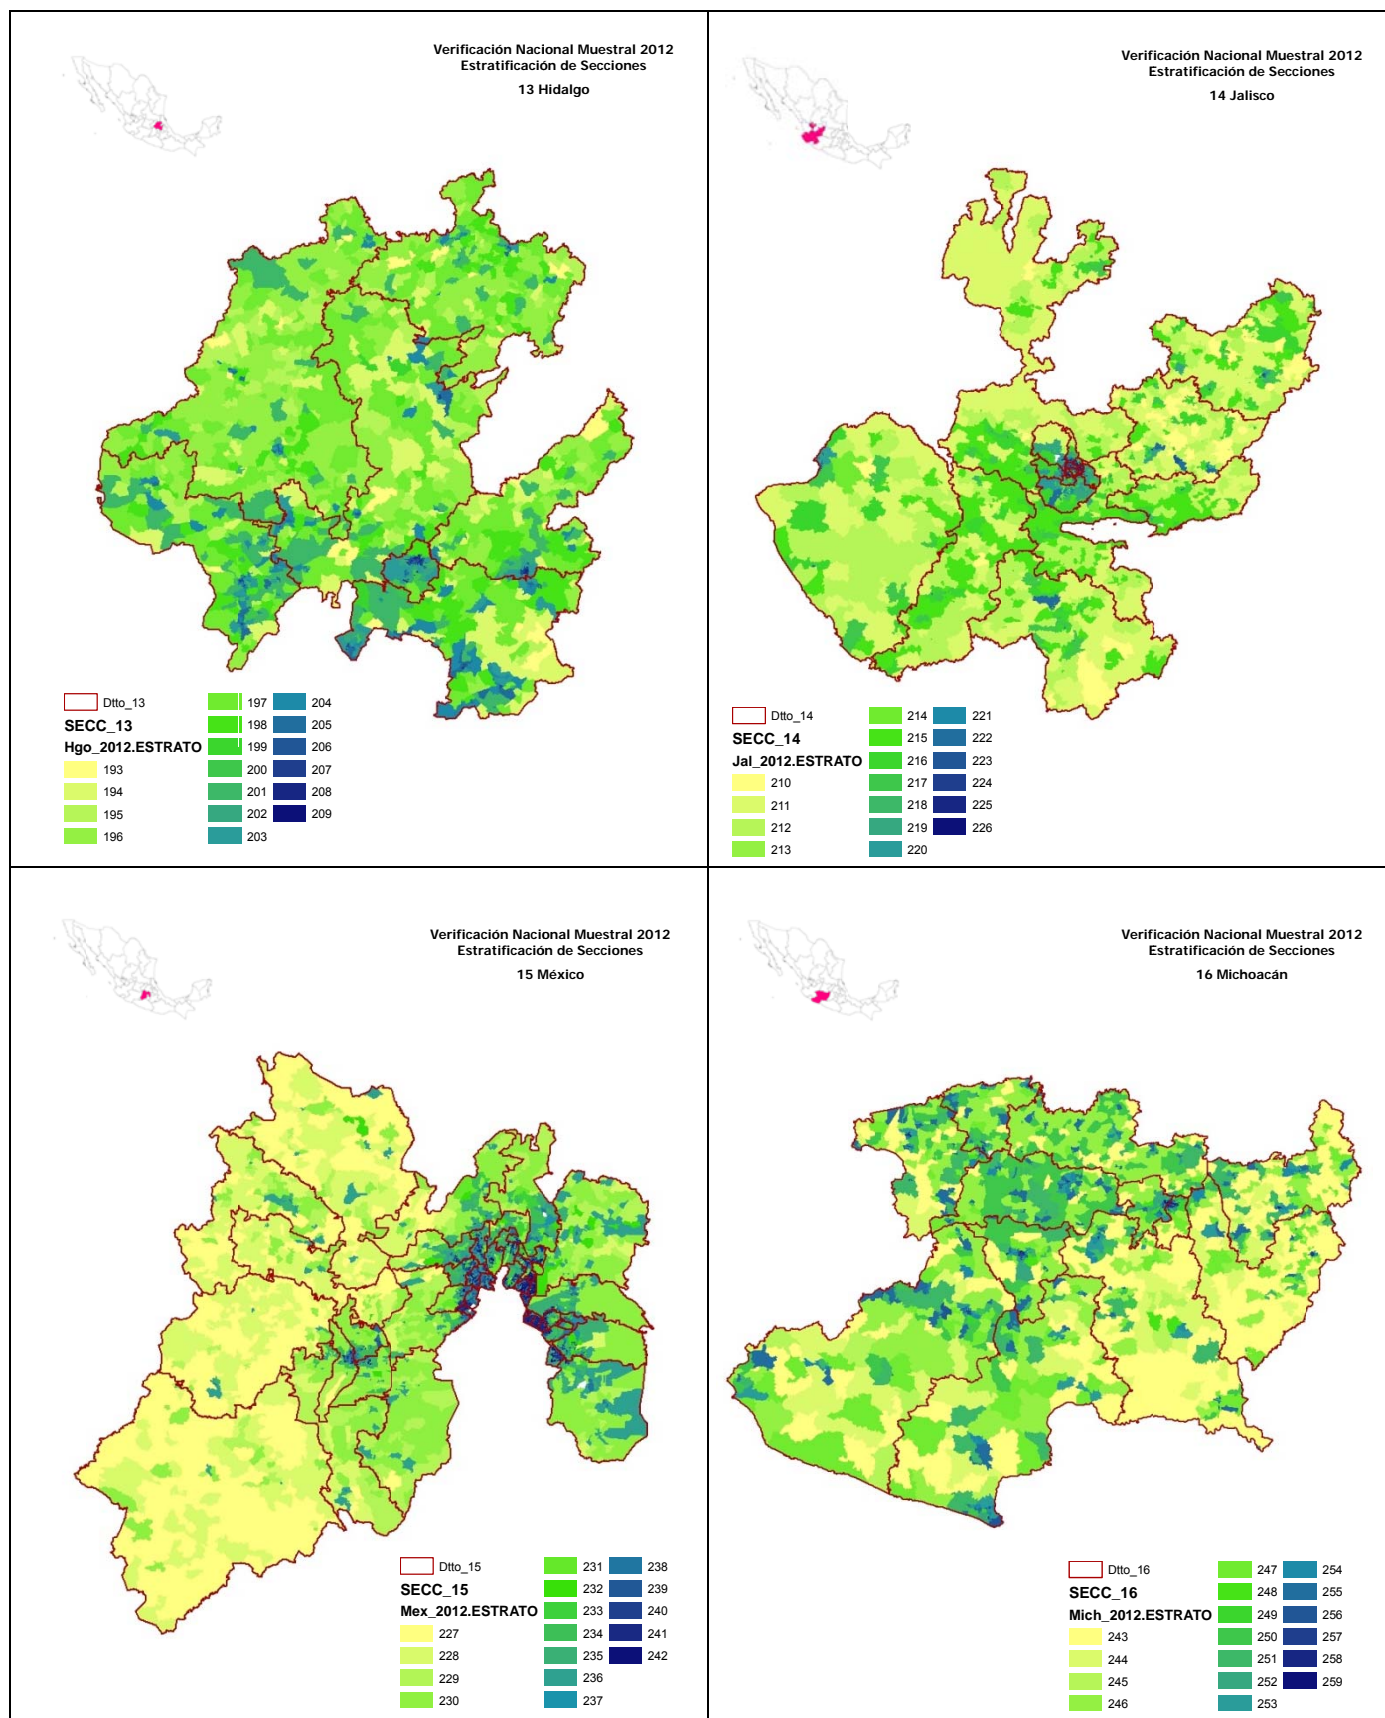 Verificación Nacional Muestral 2012
Estratificación de Secciones
13 Hidalgo
Dtto_13
SECC_13
Hgo_2012.ESTRATO
193
194
195
196
197
198
199
200
201
202
203
204
205
206
207
208
209
Verificación Nacional Muestral 2012
Estratificación de Secciones
14 Jalisco
Dtto_14
SECC_14
Jal_2012.ESTRATO
210
211
212
213
214
215
216
217
218
219
220
221
222
223
224
225
226
Verificación Nacional Muestral 2012
Estratificación de Secciones
15 México
Dtto_15
SECC_15
Mex_2012.ESTRATO
227
228
229
230
231
232
233
234
235
236
237
238
239
240
241
242
Verificación Nacional Muestral 2012
Estratificación de Secciones
16 Michoacán
Dtto_16
SECC_16
Mich_2012.ESTRATO
243
244
245
246
247
248
249
250
251
252
253
254
255
256
257
258
259